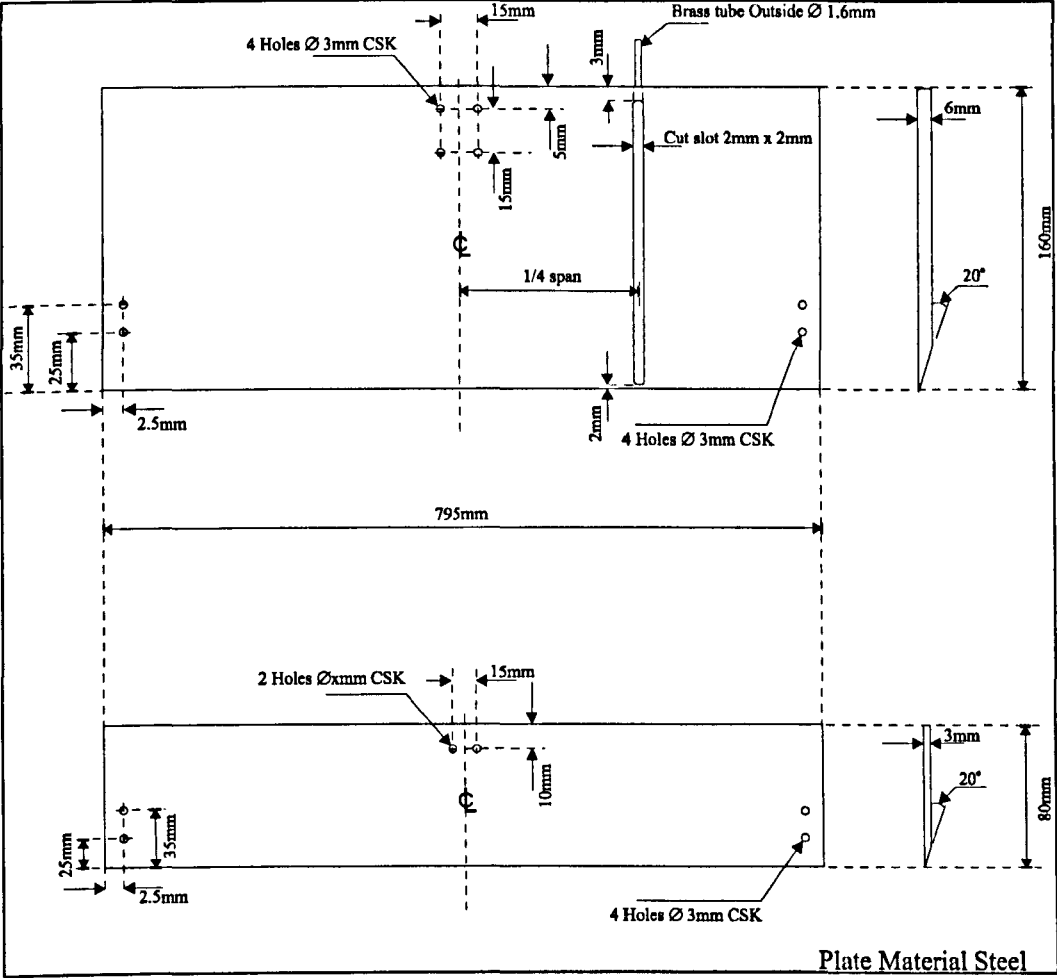 15mm
Brass tube Outside Ø 1.6mm
4 Holes Ø 3mm CSK
3mm
6mm
5mm
Cut slot 2mm x 2mm
15mm
160mm
℄
1/4 span
20°
35mm
25mm
2.5mm
2mm
4 Holes Ø 3mm CSK
795mm
2 Holes Øxmm CSK
15mm
3mm
10mm
20°
℄
80mm
35mm
25mm
2.5mm
4 Holes Ø 3mm CSK
Plate Material Steel